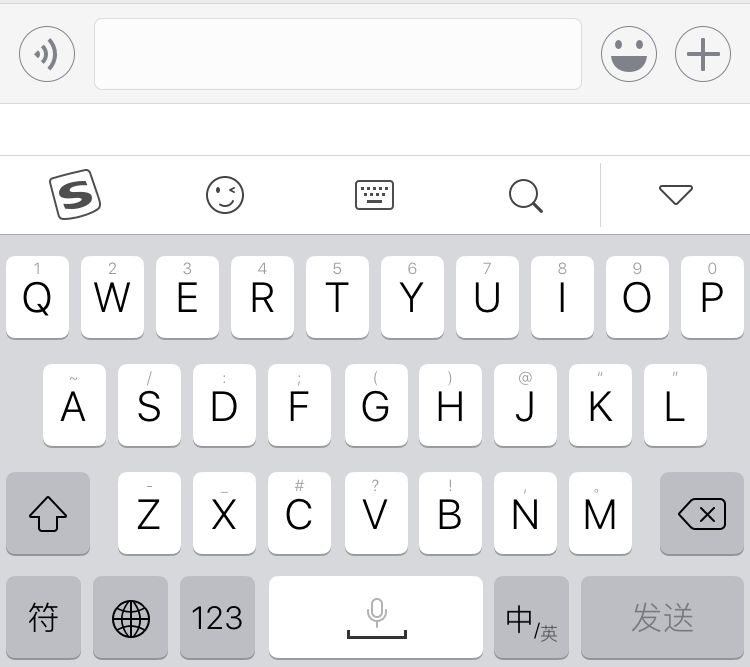 1 2 3 4 5 6 7 8 9 0
Q W E R T Y U I O P
~ / : ; ( ) @ “ ”
A S D F G H J K L
- _ # ? ! , 。
Z X C V B N M
符 123 中/英 发送